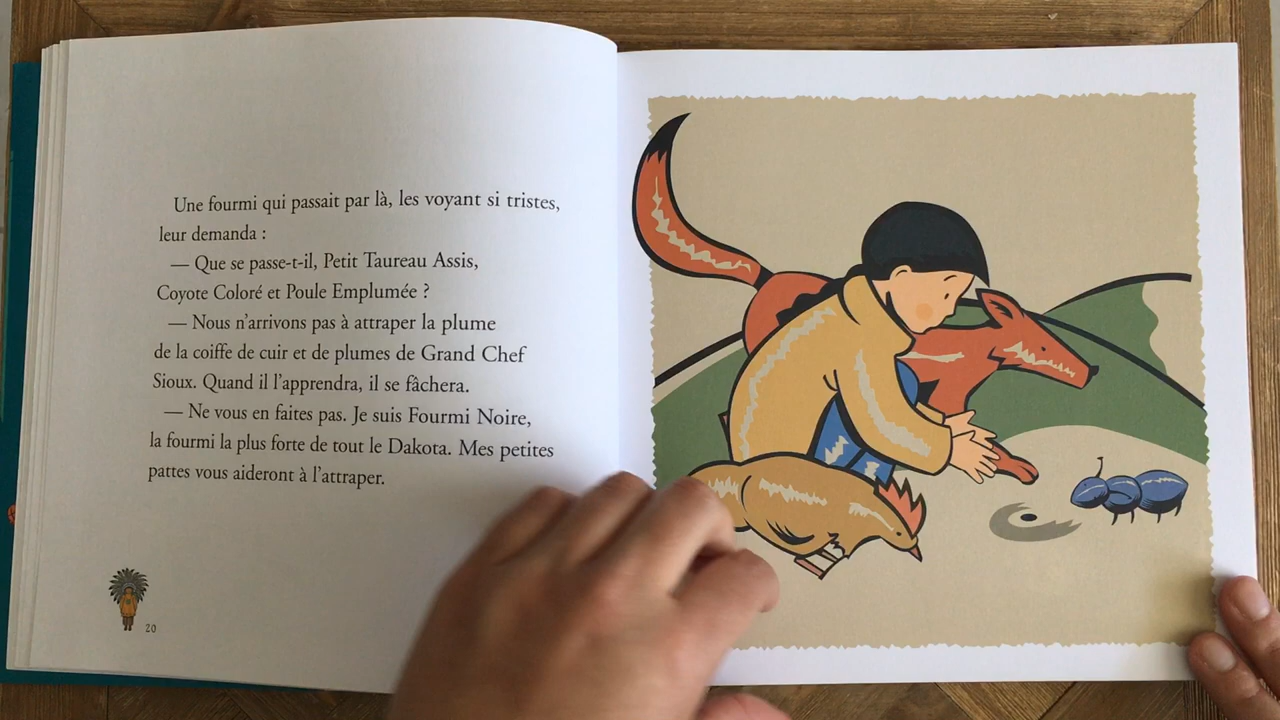 Une fourmi qui passait par là, les voyant si tristes,
leur demanda :
— Que se passe-t-il, Petit Taureau Assis,
Coyote Coloré et Poule Emplumée ?
— Nous n'arrivons pas à attraper la plume
de la coiffe de cuir et de plumes de Grand Chef
Sioux. Quand il l'apprendra, il se fâchera.
— Ne vous en faites pas. Je suis Fourmi Noire,
la fourmi la plus forte de tout le Dakota. Mes petites
pattes vous aideront à l'attraper.
20